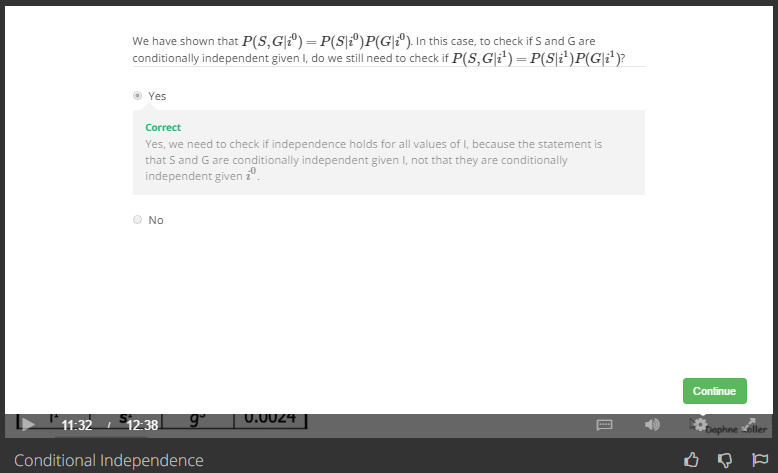 We have shown that P(S, G|i⁰) = P(S|i⁰)P(G|i⁰). In this case, to check if S and G are
conditionally independent given I, do we still need to check if P(S, G|i¹) = P(S|i¹)P(G|i¹)?
Yes
Correct
Yes, we need to check if independence holds for all values of I, because the statement is
that S and G are conditionally independent given I, not that they are conditionally
independent given i⁰.
No
Continue
0.0024
11:32 / 12:38
Daphne
Conditional Independence